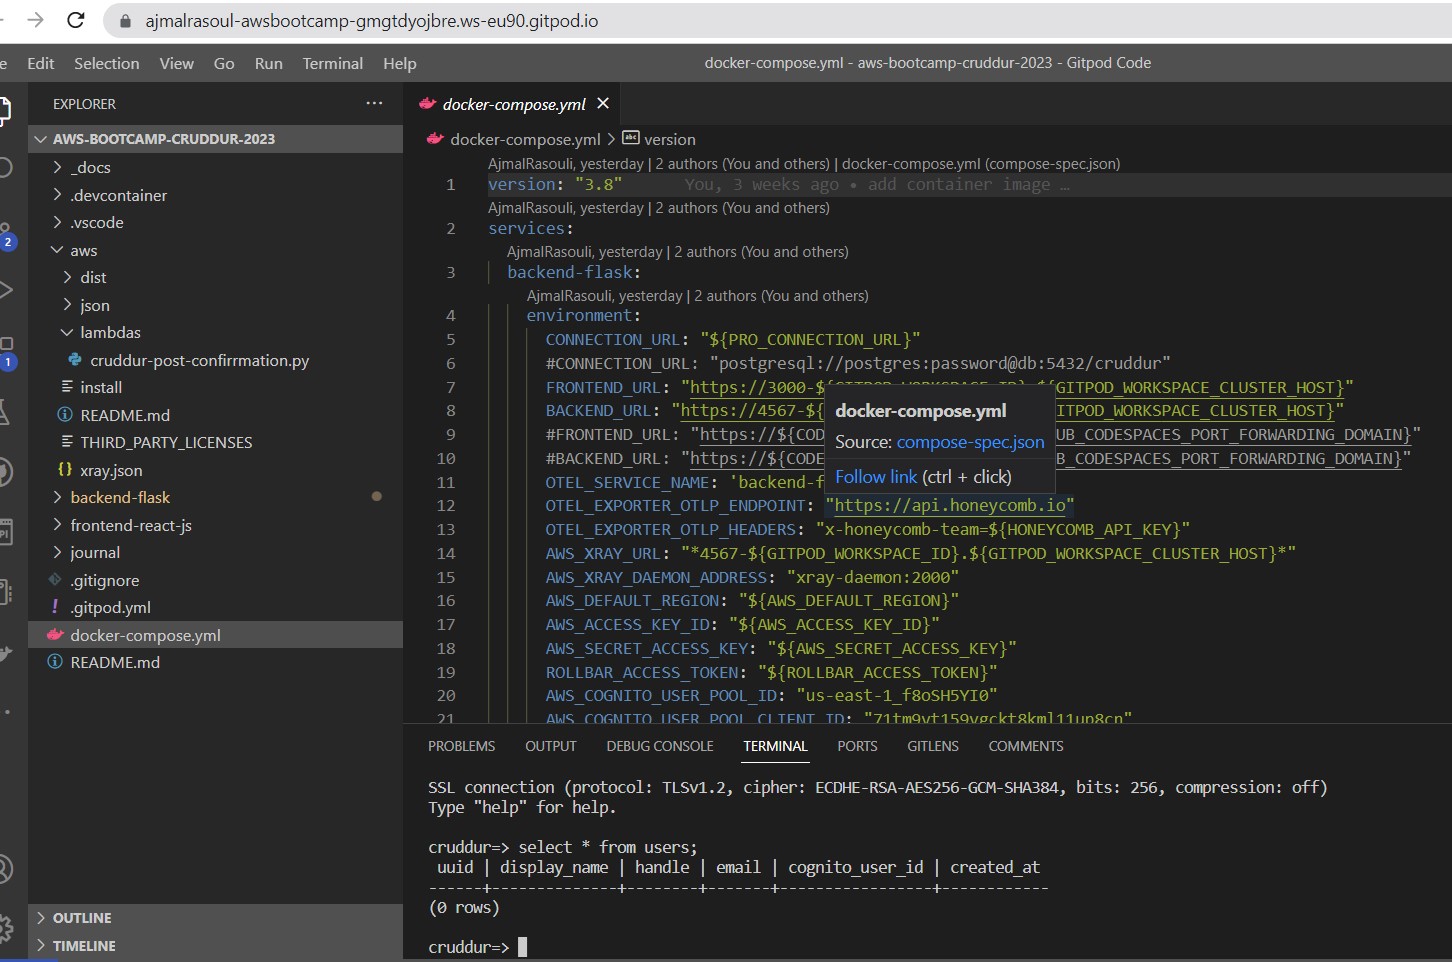 ajmalrasoul-awsbootcamp-gmgtdyojbre.ws-eu90.gitpod.io
e Edit Selection View Go Run Terminal Help
docker-compose.yml - aws-bootcamp-cruddur-2023 - Gitpod Code
EXPLORER ···
AWS-BOOTCAMP-CRUDDUR-2023
_docs
.devcontainer
.vscode
aws
dist
json
lambdas
cruddur-post-confirrmation.py
install
README.md
THIRD_PARTY_LICENSES
xray.json
backend-flask
frontend-react-js
journal
.gitignore
.gitpod.yml
docker-compose.yml
README.md
OUTLINE
TIMELINE
2
1
docker-compose.yml
docker-compose.yml > abc version
AjmalRasouli, yesterday | 2 authors (You and others) | docker-compose.yml (compose-spec.json)
1 version: "3.8" You, 3 weeks ago • add container image …
AjmalRasouli, yesterday | 2 authors (You and others)
2 services:
AjmalRasouli, yesterday | 2 authors (You and others)
3 backend-flask:
AjmalRasouli, yesterday | 2 authors (You and others)
4 environment:
5 CONNECTION_URL: "${PRO_CONNECTION_URL}"
6 #CONNECTION_URL: "postgresql://postgres:password@db:5432/cruddur"
7 FRONTEND_URL: "https://3000-${GITPOD_WORKSPACE_ID}.${GITPOD_WORKSPACE_CLUSTER_HOST}"
8 BACKEND_URL: "https://4567-${ ITPOD_WORKSPACE_CLUSTER_HOST}"
9 #FRONTEND_URL: "https://${COD UB_CODESPACES_PORT_FORWARDING_DOMAIN}"
10 #BACKEND_URL: "https://${CODE B_CODESPACES_PORT_FORWARDING_DOMAIN}"
11 OTEL_SERVICE_NAME: 'backend-f
12 OTEL_EXPORTER_OTLP_ENDPOINT: "https://api.honeycomb.io"
13 OTEL_EXPORTER_OTLP_HEADERS: "x-honeycomb-team=${HONEYCOMB_API_KEY}"
14 AWS_XRAY_URL: "*4567-${GITPOD_WORKSPACE_ID}.${GITPOD_WORKSPACE_CLUSTER_HOST}*"
15 AWS_XRAY_DAEMON_ADDRESS: "xray-daemon:2000"
16 AWS_DEFAULT_REGION: "${AWS_DEFAULT_REGION}"
17 AWS_ACCESS_KEY_ID: "${AWS_ACCESS_KEY_ID}"
18 AWS_SECRET_ACCESS_KEY: "${AWS_SECRET_ACCESS_KEY}"
19 ROLLBAR_ACCESS_TOKEN: "${ROLLBAR_ACCESS_TOKEN}"
20 AWS_COGNITO_USER_POOL_ID: "us-east-1_f8oSH5YI0"
21 AWS_COGNITO_USER_POOL_CLIENT_ID:
docker-compose.yml
Source: compose-spec.json
Follow link (ctrl + click)
PROBLEMS OUTPUT DEBUG CONSOLE TERMINAL PORTS GITLENS COMMENTS
SSL connection (protocol: TLSv1.2, cipher: ECDHE-RSA-AES256-GCM-SHA384, bits: 256, compression: off)
Type "help" for help.
cruddur=> select * from users;
uuid | display_name | handle | email | cognito_user_id | created_at
------+--------------+--------+-------+-----------------+------------
(0 rows)
cruddur=>